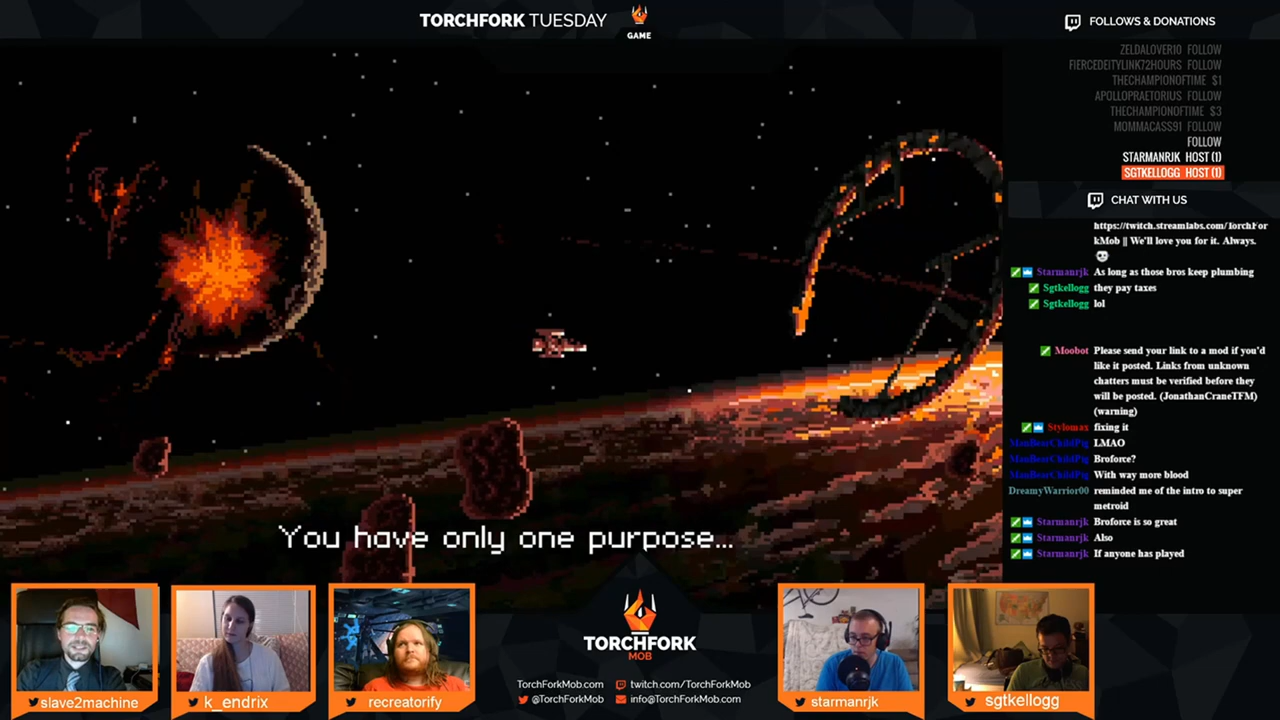 TORCHFORK TUESDAY
GAME
FOLLOWS & DONATIONS
ZELDALOVER10 FOLLOW
FIERCEDEITYLINK72HOURS FOLLOW
THECHAMPIONOFTIME $1
APOLLOPRAETORIUS FOLLOW
THECHAMPIONOFTIME $3
MOMMACASS91 FOLLOW
FOLLOW
STARMANRJK HOST (1)
SGTKELLOGG HOST (1)
CHAT WITH US
https://twitch.streamlabs.com/TorchFor
kMob || We'll love you for it. Always.
Starmanrjk As long as those bros keep plumbing
Sgtkellogg they pay taxes
Sgtkellogg lol
Moobot Please send your link to a mod if you'd
like it posted. Links from unknown
chatters must be verified before they
will be posted. (JonathanCraneTFM)
(warning)
Stylomax fixing it
ManBearChildPig LMAO
ManBearChildPig Broforce?
ManBearChildPig With way more blood
DreamyWarrior00 reminded me of the intro to super
metroid
Starmanrjk Broforce is so great
Starmanrjk Also
Starmanrjk If anyone has played
You have only one purpose...
slave2machine
k_endrix
recreatorify
TORCHFORK
MOB
TorchForkMob.com twitch.com/TorchForkMob
@TorchForkMob info@TorchForkMob.com
starmanrjk
sgtkellogg